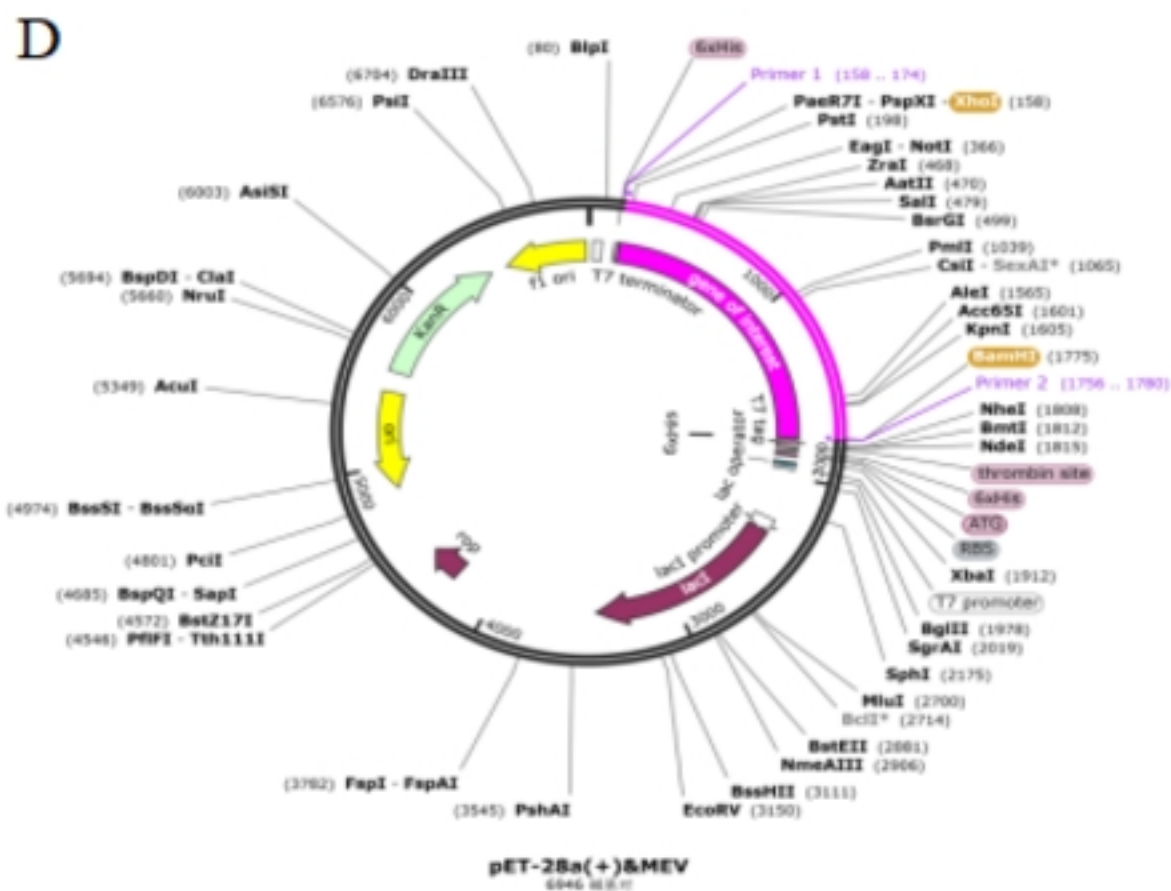 D
(80) BlpI
6xHis
(6704) DraIII
Primer 1 (158 .. 174)
(6576) PsiI
PaeR7I - PspXI - XhoI (158)
PstI (198)
EagI - NotI (366)
ZraI (468)
(6003) AsiSI
AatII (470)
SalI (479)
BsrGI (499)
PmlI (1039)
CsiI - SexAI* (1065)
(5694) BspDI - ClaI
(5660) NruI
AleI (1565)
Acc65I (1601)
KpnI (1605)
BamHI (1775)
(5349) AcuI
Primer 2 (1756 .. 1780)
NheI (1808)
BmtI (1812)
NdeI (1815)
thrombin site
6xHis
ATG
RBS
XbaI (1912)
T7 promoter
BglII (1978)
SgrAI (2019)
SphI (2175)
MluI (2700)
BclI* (2714)
BstEII (2881)
NmeAIII (2906)
BssHII (3111)
EcoRV (3150)
(4974) BssSI - BssSαI
(4801) PciI
(4685) BspQI - SapI
(4572) BstZ17I
(4546) PflFI - Tth111I
(3782) FspI - FspAI
(3545) PshAI
f1 ori
T7 terminator
gene of interest
KanR
ori
rop
lacI
lacI promoter
lac operator
T7 tag
6xHis
1000
2000
3000
4000
5000
6000
pET-28a(+)&MEV